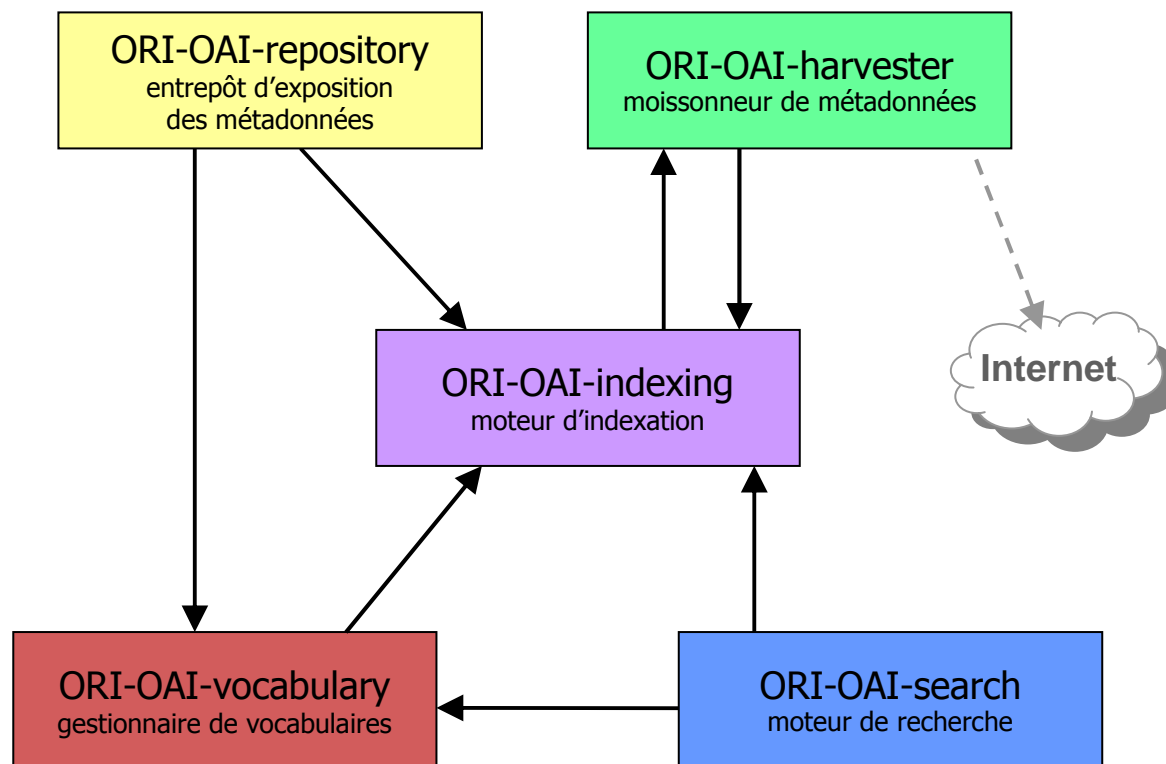 ORI-OAI-repository
entrepôt d’exposition
des métadonnées
ORI-OAI-harvester
moissonneur de métadonnées
Internet
ORI-OAI-indexing
moteur d’indexation
ORI-OAI-vocabulary
gestionnaire de vocabulaires
ORI-OAI-search
moteur de recherche